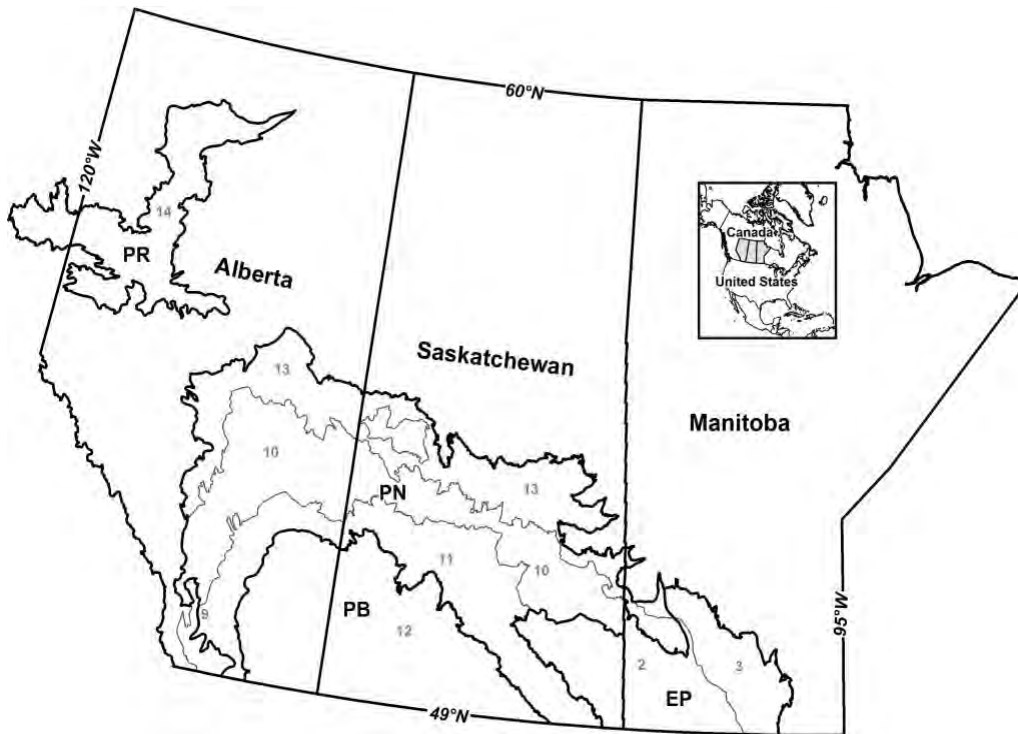 60°N
120°W
14
PR
Alberta
Canada
United States
Saskatchewan
13
Manitoba
10
PN
13
11
10
9
PB
12
2
3
EP
95°W
49°N